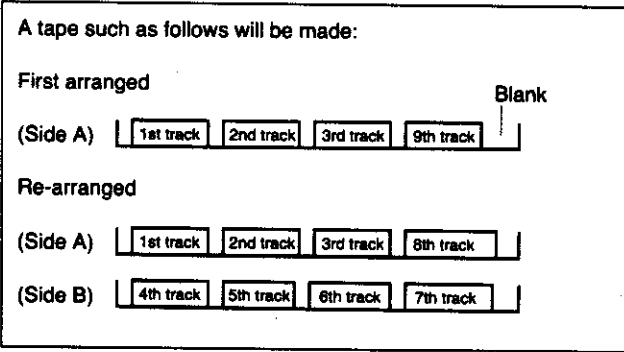 A tape such as follows will be made:
First arranged
Blank
(Side A) 1st track 2nd track 3rd track 9th track
Re-arranged
(Side A) 1st track 2nd track 3rd track 8th track
(Side B) 4th track 5th track 6th track 7th track